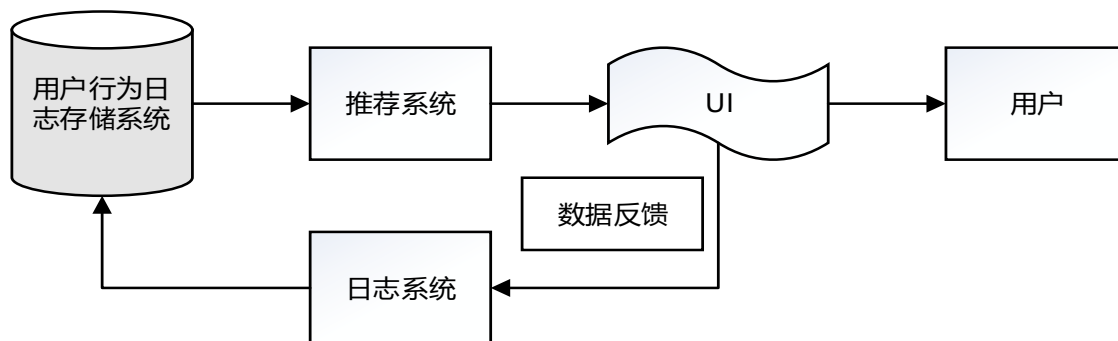 用户行为日
志存储系统
推荐系统
UI
用户
数据反馈
日志系统